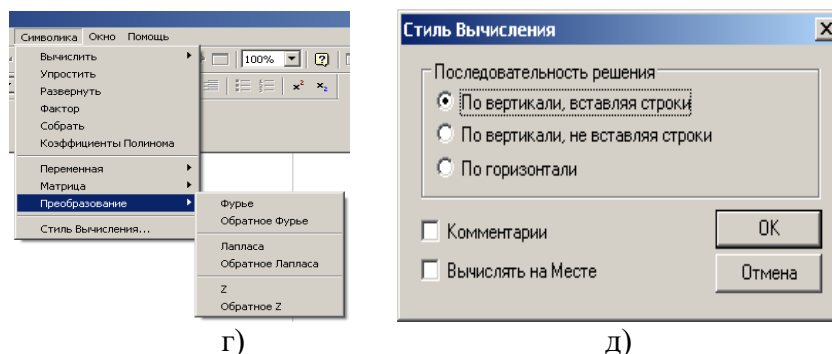 Символика Окно Помощь
Вычислить
Упростить
Развернуть
Фактор
Собрать
Коэффициенты Полинома
Переменная
Матрица
Преобразование
Стиль Вычисления...
100%
x²
x₂
Фурье
Обратное Фурье
Лапласа
Обратное Лапласа
Z
Обратное Z
г)
Стиль Вычисления
Последовательность решения
По вертикали, вставляя строки
По вертикали, не вставляя строки
По горизонтали
Комментарии
Вычислять на Месте
OK
Отмена
д)